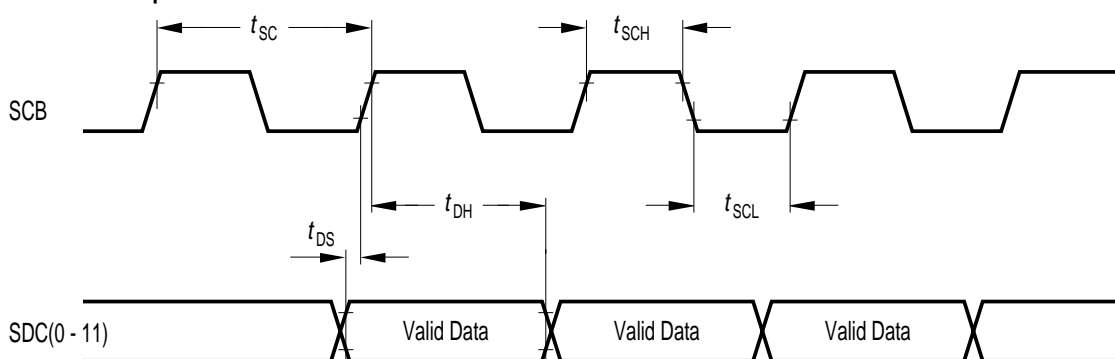 tSC
tSCH
SCB
tDH
tSCL
tDS
SDC(0 - 11)
Valid Data
Valid Data
Valid Data